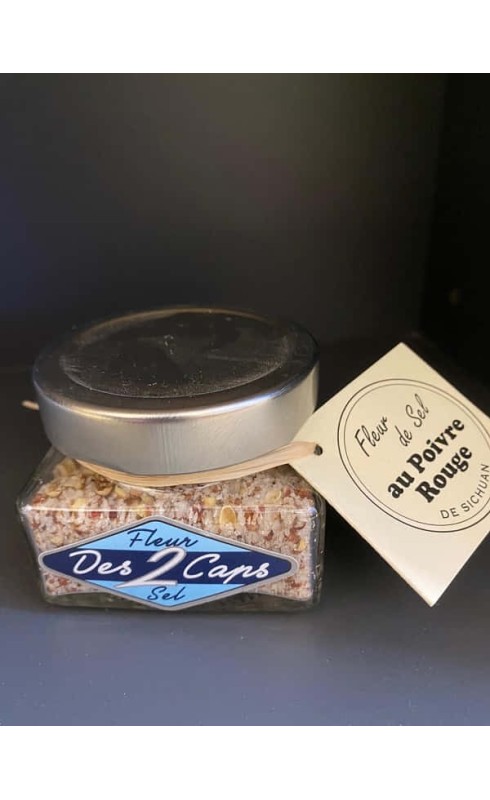 Fleur
Des 2 Caps
Sel
Fleur
de Sel
au Poivre
Rouge
DE SICHUAN